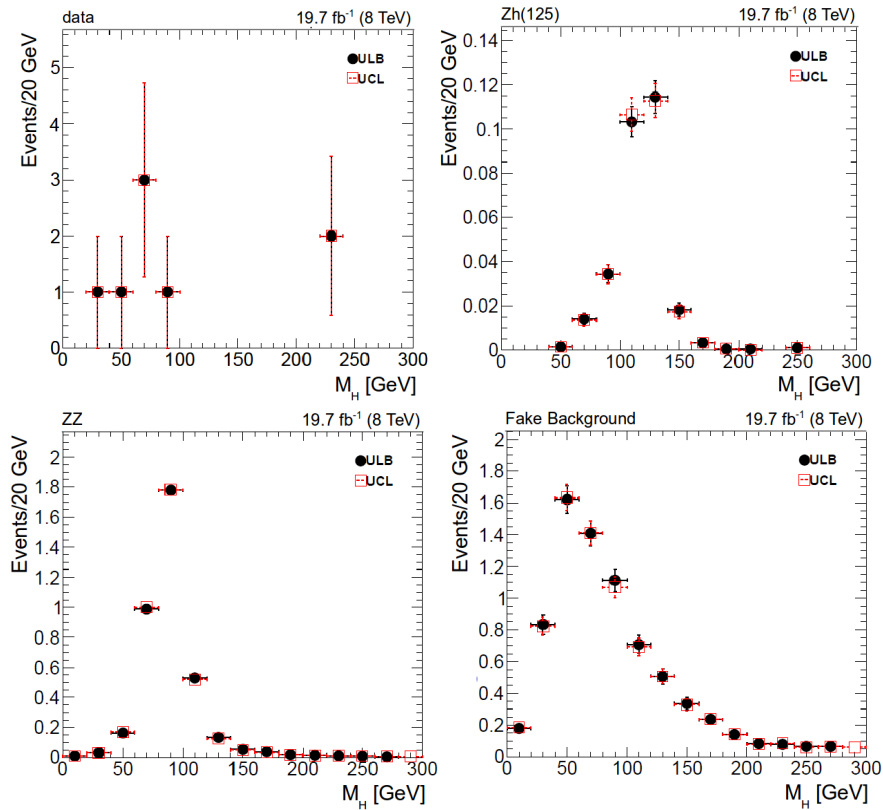 data 19.7 fb⁻¹ (8 TeV)
Events/20 GeV
5
4
3
2
1
0
ULB
UCL
0 50 100 150 200 250 300
M_H [GeV]
Zh(125) 19.7 fb⁻¹ (8 TeV)
Events/20 GeV
0.14
0.12
0.1
0.08
0.06
0.04
0.02
0
ULB
UCL
0 50 100 150 200 250 300
M_H [GeV]
ZZ 19.7 fb⁻¹ (8 TeV)
Events/20 GeV
2
1.8
1.6
1.4
1.2
1
0.8
0.6
0.4
0.2
0
ULB
UCL
0 50 100 150 200 250 300
M_H [GeV]
Fake Background 19.7 fb⁻¹ (8 TeV)
Events/20 GeV
2
1.8
1.6
1.4
1.2
1
0.8
0.6
0.4
0.2
0
ULB
UCL
0 50 100 150 200 250 300
M_H [GeV]